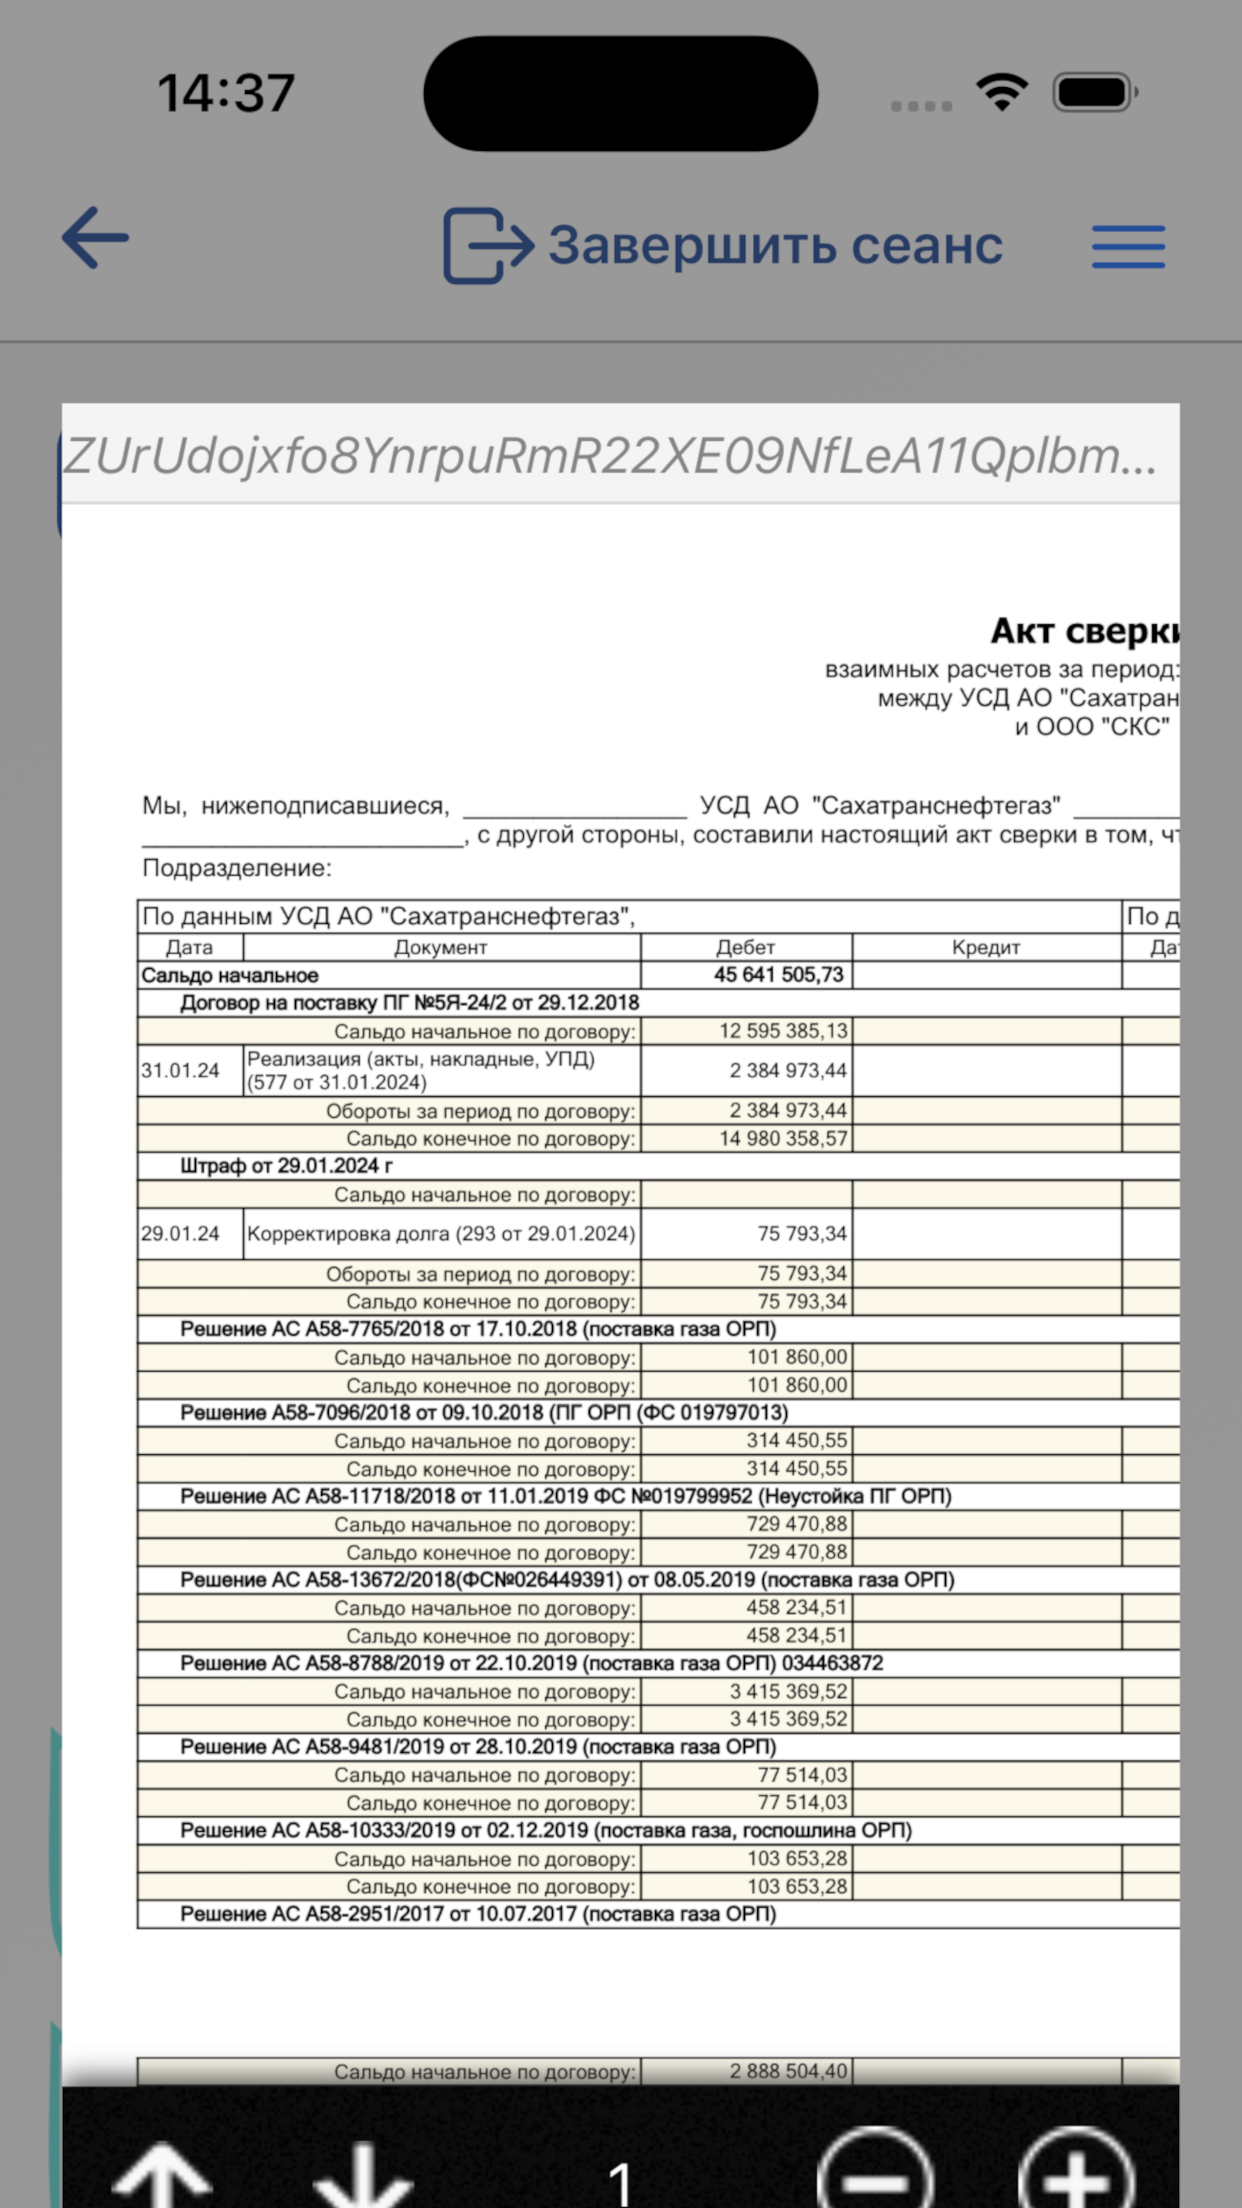 14:37
Завершить сеанс
ZUrUdojxfo8YnrpuRmR22XE09NfLeA11Qplbm...
Акт сверки
взаимных расчетов за период:
между УСД АО "Сахатран
и ООО "СКС"
Мы, нижеподписавшиеся, ________________ УСД АО "Сахатранснефтегаз" ________
_______________________, с другой стороны, составили настоящий акт сверки в том, чт
Подразделение:
По данным УСД АО "Сахатранснефтегаз", По д
Дата Документ Дебет Кредит Дат
Сальдо начальное 45 641 505,73
Договор на поставку ПГ №5Я-24/2 от 29.12.2018
Сальдо начальное по договору: 12 595 385,13
31.01.24 Реализация (акты, накладные, УПД) (577 от 31.01.2024) 2 384 973,44
Обороты за период по договору: 2 384 973,44
Сальдо конечное по договору: 14 980 358,57
Штраф от 29.01.2024 г
Сальдо начальное по договору:
29.01.24 Корректировка долга (293 от 29.01.2024) 75 793,34
Обороты за период по договору: 75 793,34
Сальдо конечное по договору: 75 793,34
Решение АС А58-7765/2018 от 17.10.2018 (поставка газа ОРП)
Сальдо начальное по договору: 101 860,00
Сальдо конечное по договору: 101 860,00
Решение А58-7096/2018 от 09.10.2018 (ПГ ОРП (ФС 019797013)
Сальдо начальное по договору: 314 450,55
Сальдо конечное по договору: 314 450,55
Решение АС А58-11718/2018 от 11.01.2019 ФС №019799952 (Неустойка ПГ ОРП)
Сальдо начальное по договору: 729 470,88
Сальдо конечное по договору: 729 470,88
Решение АС А58-13672/2018(ФС№026449391) от 08.05.2019 (поставка газа ОРП)
Сальдо начальное по договору: 458 234,51
Сальдо конечное по договору: 458 234,51
Решение АС А58-8788/2019 от 22.10.2019 (поставка газа ОРП) 034463872
Сальдо начальное по договору: 3 415 369,52
Сальдо конечное по договору: 3 415 369,52
Решение АС А58-9481/2019 от 28.10.2019 (поставка газа ОРП)
Сальдо начальное по договору: 77 514,03
Сальдо конечное по договору: 77 514,03
Решение АС А58-10333/2019 от 02.12.2019 (поставка газа, госпошлина ОРП)
Сальдо начальное по договору: 103 653,28
Сальдо конечное по договору: 103 653,28
Решение АС А58-2951/2017 от 10.07.2017 (поставка газа ОРП)
Сальдо начальное по договору: 2 888 504,40
1